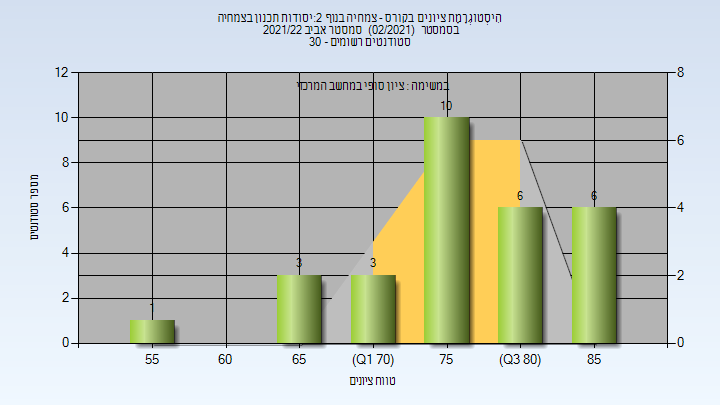 היסטוגרמת ציונים בקורס - צמחיה בנוף 2:יסודות תכנון בצמחיה
בסמסטר (02/2021) סמסטר אביב 2021/22
סטודנטים רשומים - 30
במשימה : ציון סופי במחשב המרכזי
מספר סטודנטים
12
10
8
6
4
2
0
8
6
4
2
0
1
3
3
10
6
6
55
60
65
(Q1 70)
75
(Q3 80)
85
טווח ציונים